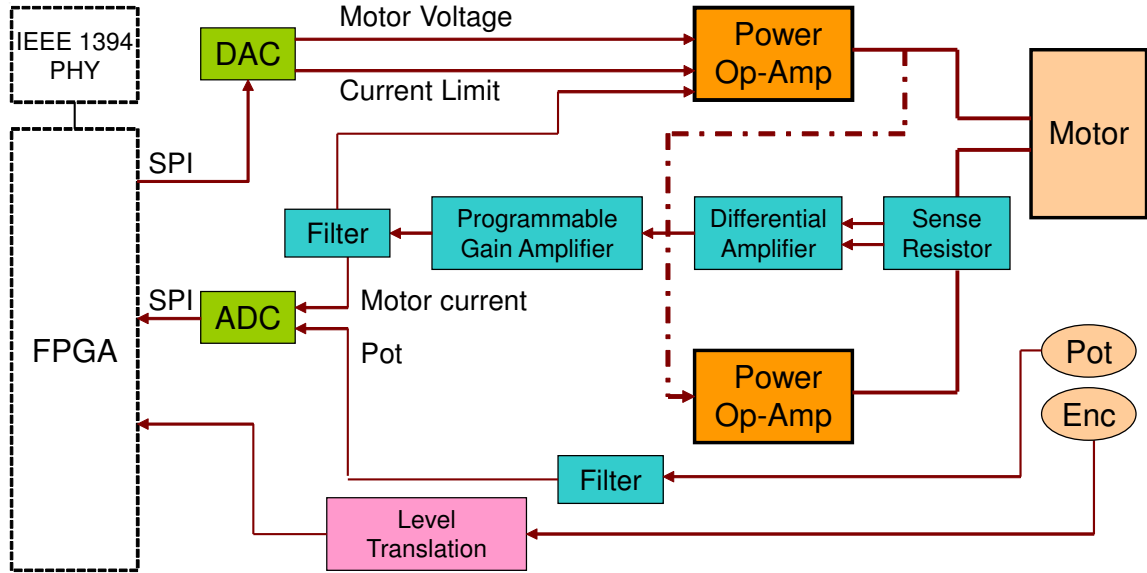 IEEE 1394
PHY
FPGA
SPI
DAC
Motor Voltage
Current Limit
Power
Op-Amp
Motor
Filter
Programmable
Gain Amplifier
Differential
Amplifier
Sense
Resistor
SPI
ADC
Motor current
Pot
Power
Op-Amp
Pot
Enc
Filter
Level
Translation